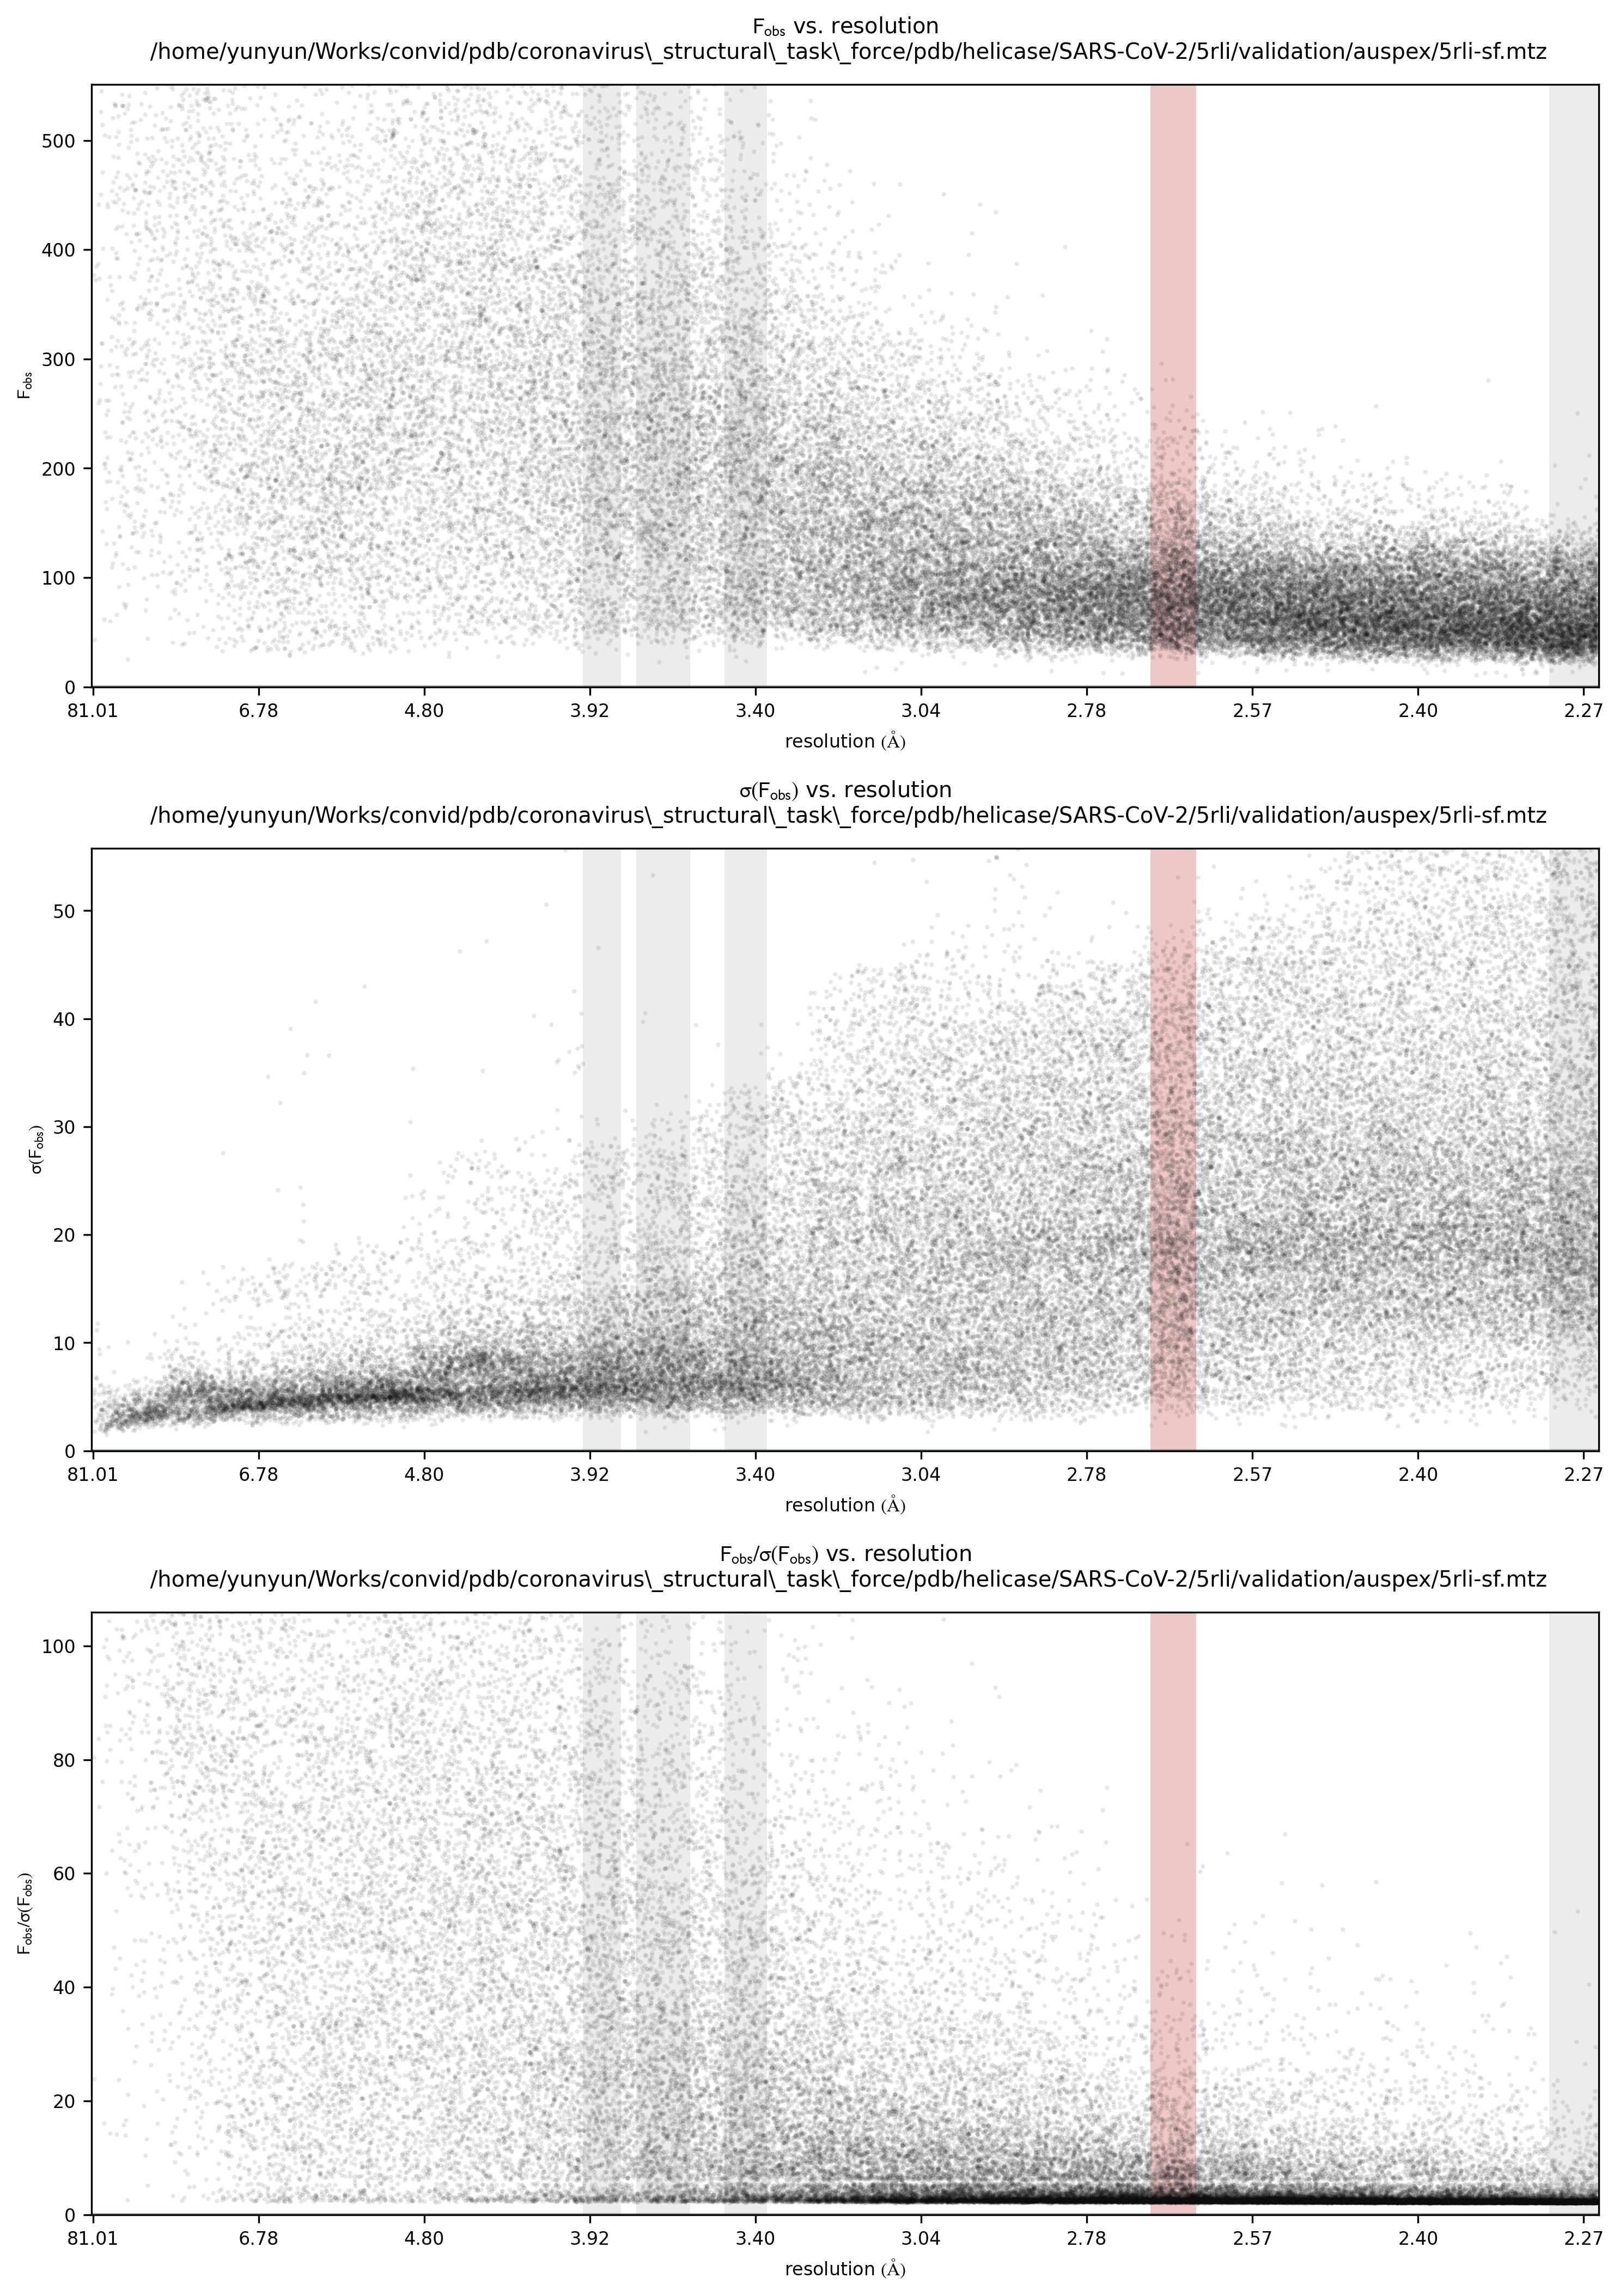 Fobs vs. resolution
/home/yunyun/Works/convid/pdb/coronavirus\_structural\_task\_force/pdb/helicase/SARS-CoV-2/5rli/validation/auspex/5rli-sf.mtz
500
400
300
200
100
0
Fobs
81.01 6.78 4.80 3.92 3.40 3.04 2.78 2.57 2.40 2.27
resolution (Å)
σ(Fobs) vs. resolution
/home/yunyun/Works/convid/pdb/coronavirus\_structural\_task\_force/pdb/helicase/SARS-CoV-2/5rli/validation/auspex/5rli-sf.mtz
50
40
30
20
10
0
σ(Fobs)
81.01 6.78 4.80 3.92 3.40 3.04 2.78 2.57 2.40 2.27
resolution (Å)
Fobs/σ(Fobs) vs. resolution
/home/yunyun/Works/convid/pdb/coronavirus\_structural\_task\_force/pdb/helicase/SARS-CoV-2/5rli/validation/auspex/5rli-sf.mtz
100
80
60
40
20
0
Fobs/σ(Fobs)
81.01 6.78 4.80 3.92 3.40 3.04 2.78 2.57 2.40 2.27
resolution (Å)